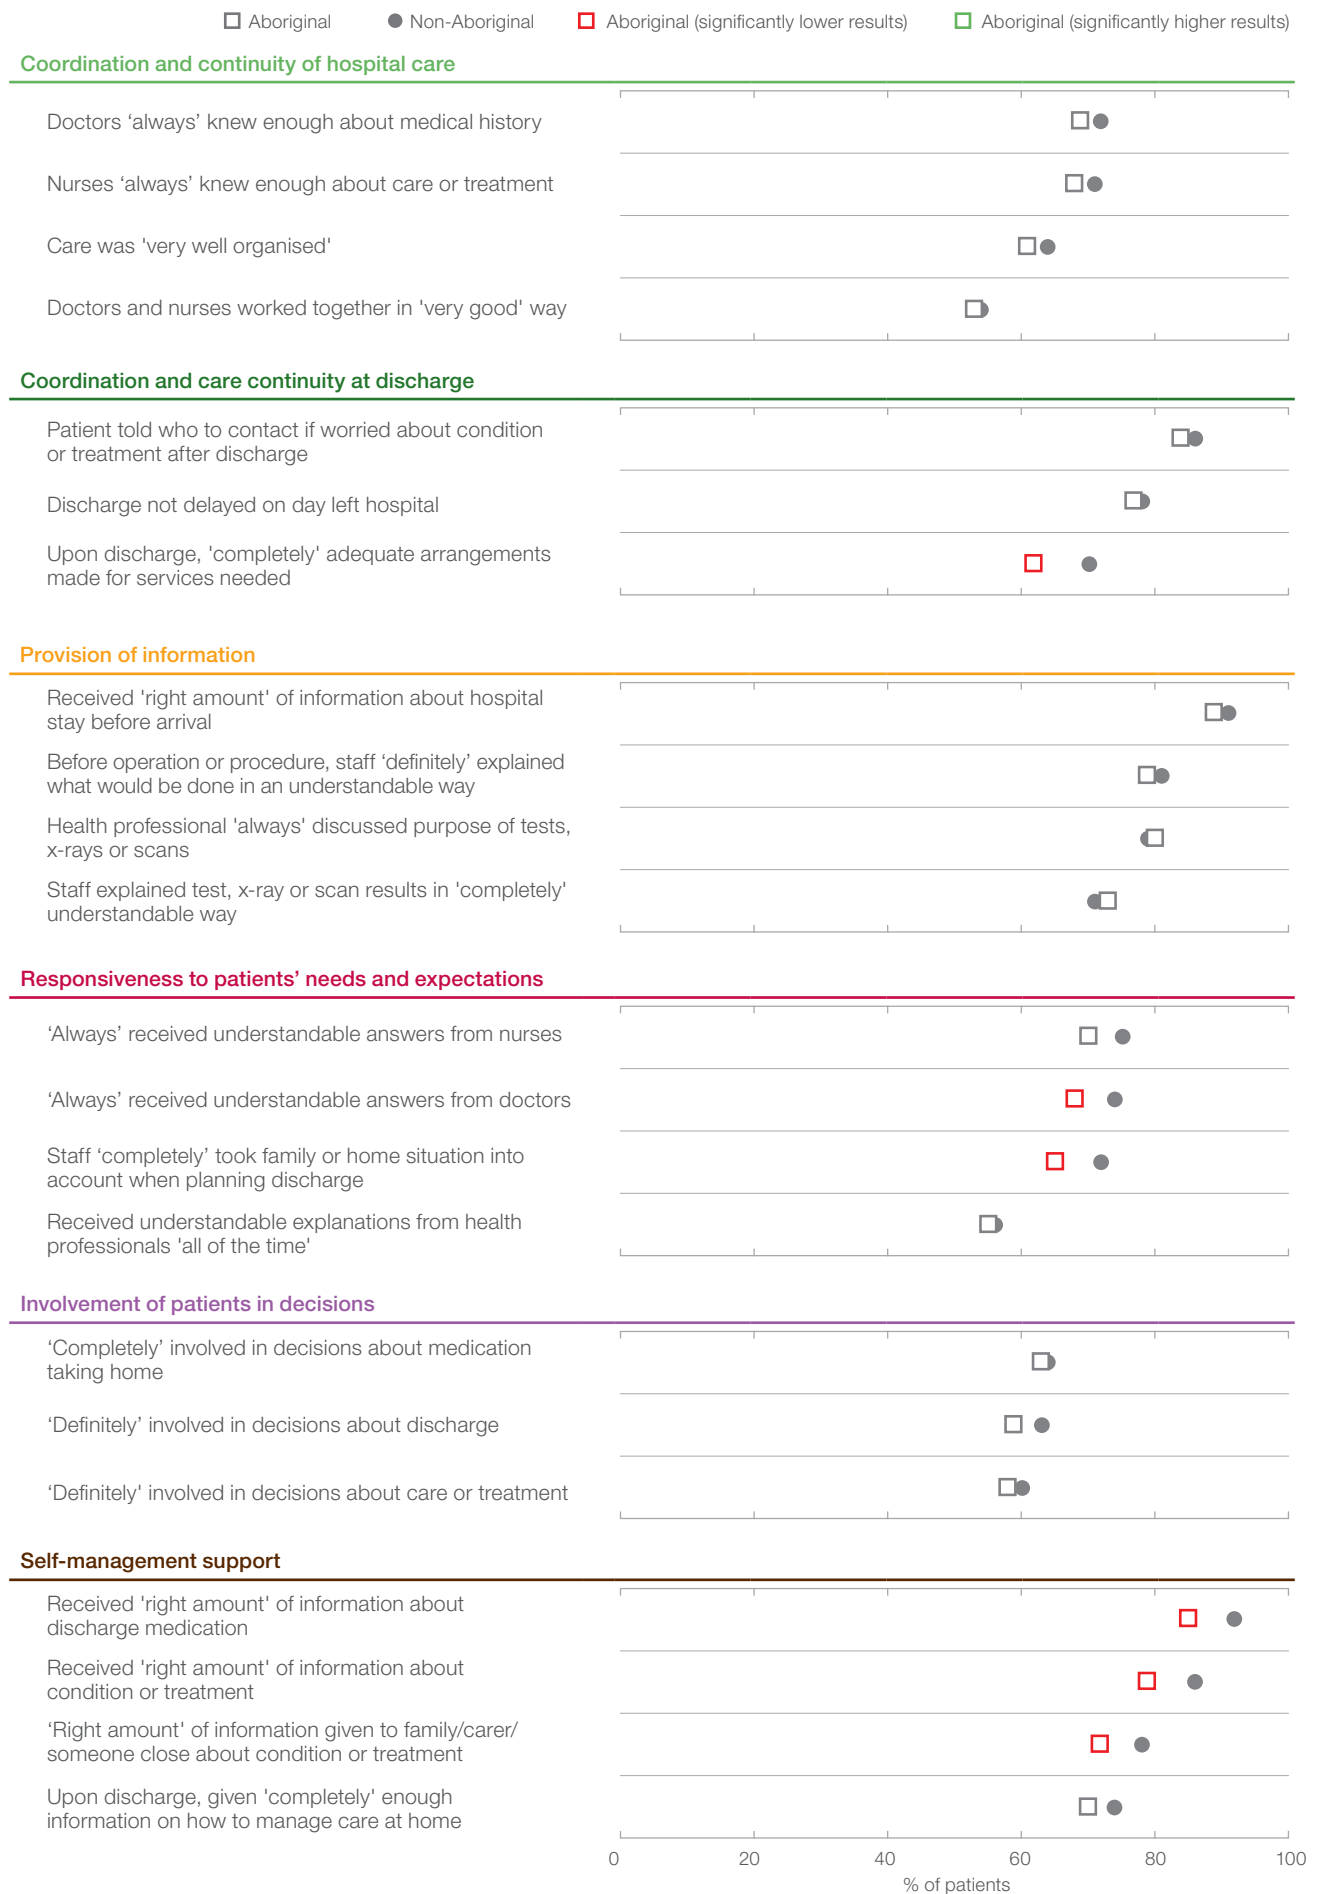 Aboriginal Non-Aboriginal Aboriginal (significantly lower results) Aboriginal (significantly higher results)
Coordination and continuity of hospital care
Doctors ‘always’ knew enough about medical history
Nurses ‘always’ knew enough about care or treatment
Care was 'very well organised'
Doctors and nurses worked together in 'very good' way
Coordination and care continuity at discharge
Patient told who to contact if worried about condition
or treatment after discharge
Discharge not delayed on day left hospital
Upon discharge, 'completely' adequate arrangements
made for services needed
Provision of information
Received 'right amount' of information about hospital
stay before arrival
Before operation or procedure, staff ‘definitely’ explained
what would be done in an understandable way
Health professional 'always' discussed purpose of tests,
x-rays or scans
Staff explained test, x-ray or scan results in 'completely'
understandable way
Responsiveness to patients’ needs and expectations
‘Always’ received understandable answers from nurses
‘Always’ received understandable answers from doctors
Staff ‘completely’ took family or home situation into
account when planning discharge
Received understandable explanations from health
professionals 'all of the time'
Involvement of patients in decisions
‘Completely’ involved in decisions about medication
taking home
‘Definitely’ involved in decisions about discharge
‘Definitely' involved in decisions about care or treatment
Self-management support
Received 'right amount' of information about
discharge medication
Received 'right amount' of information about
condition or treatment
‘Right amount' of information given to family/carer/
someone close about condition or treatment
Upon discharge, given 'completely' enough
information on how to manage care at home
0 20 40 60 80 100
% of patients